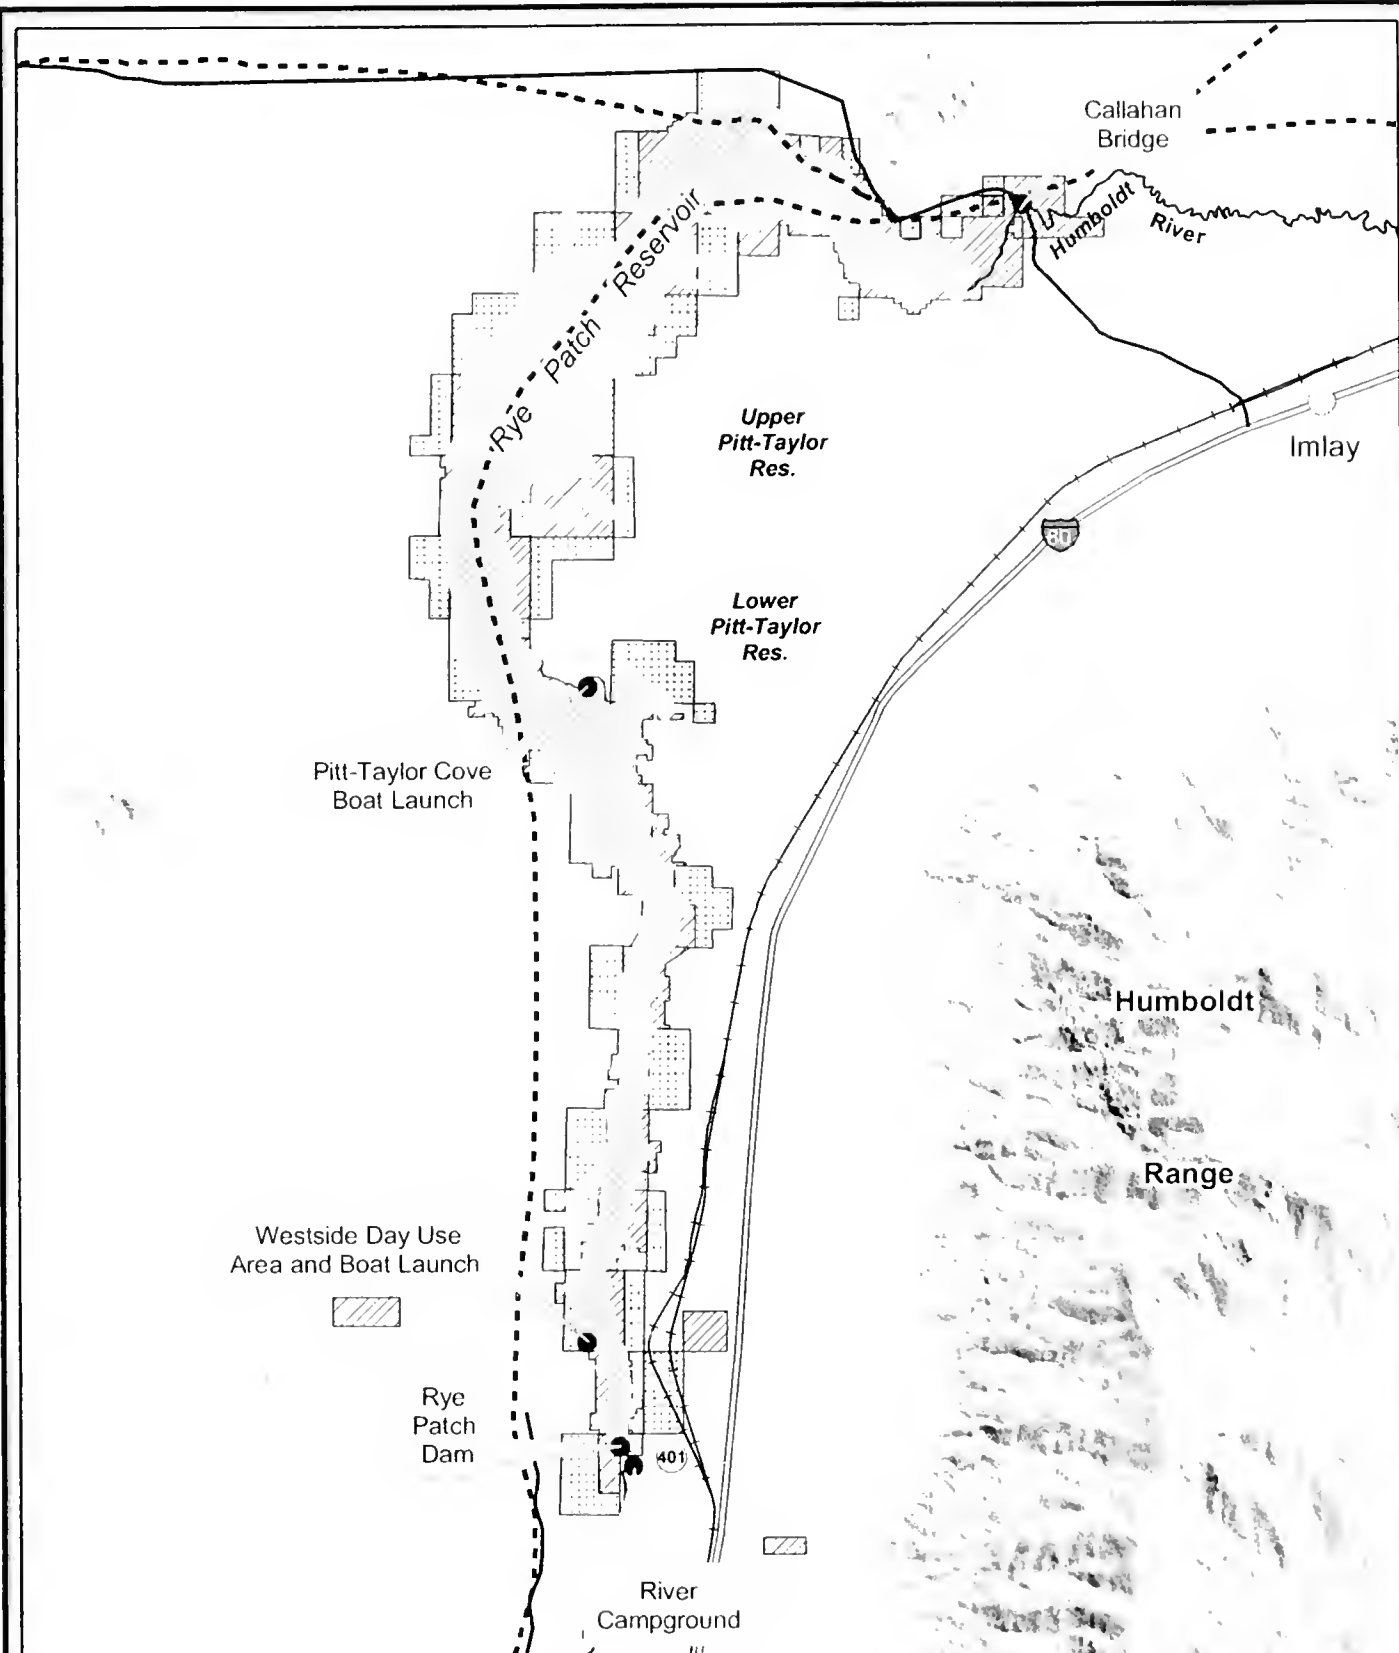 Callahan
Bridge
Humboldt
River
Rye Patch Reservoir
Upper
Pitt-Taylor
Res.
Imlay
80
Lower
Pitt-Taylor
Res.
Pitt-Taylor Cove
Boat Launch
Humboldt
Range
Westside Day Use
Area and Boat Launch
Rye
Patch
Dam
401
River
Campground